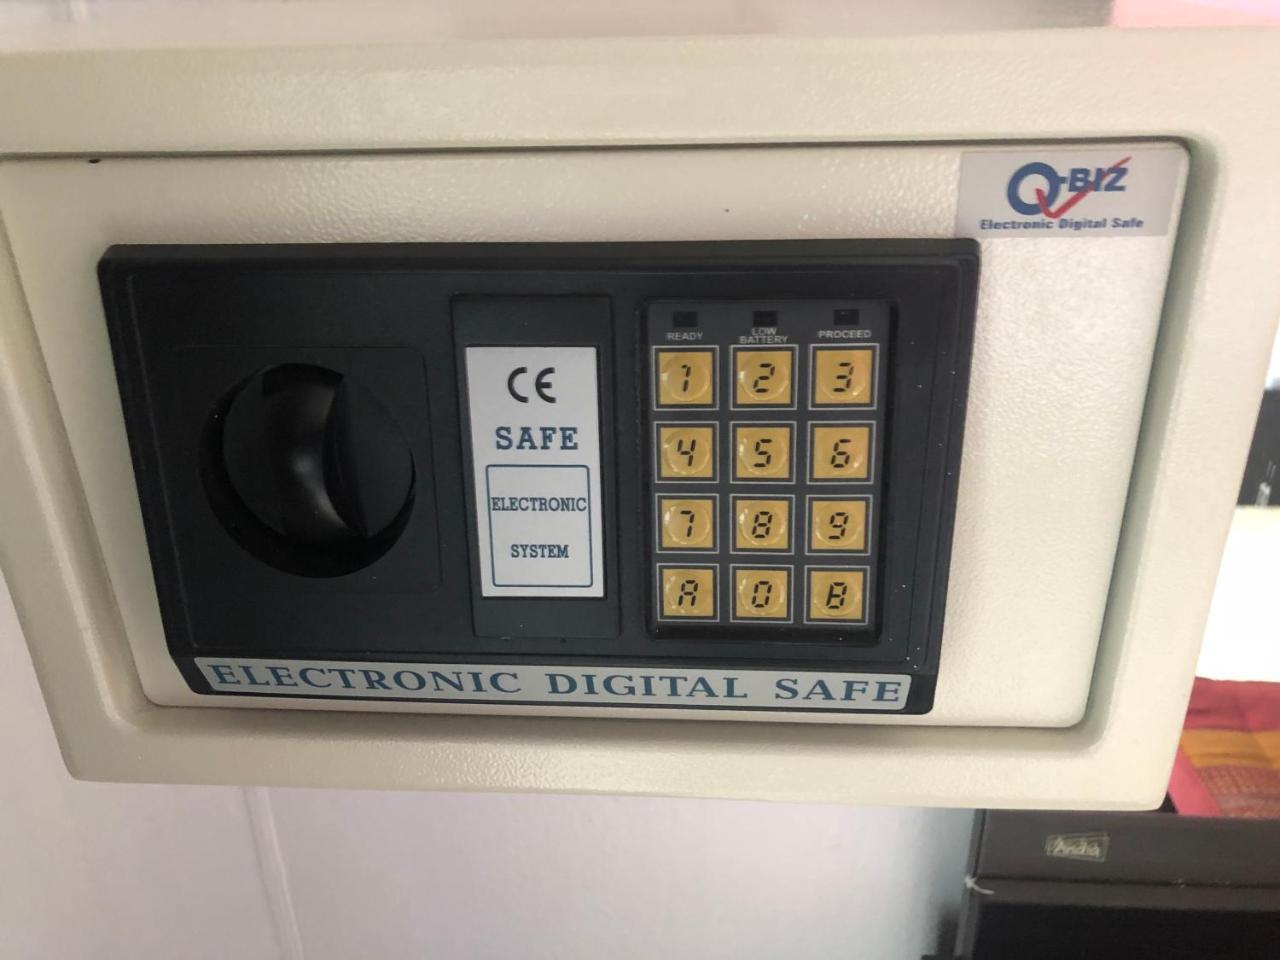 Q-BIZ
Electronic Digital Safe
CE
SAFE
ELECTRONIC
SYSTEM
READY
LOW BATTERY
PROCEED
1 2 3
4 5 6
7 8 9
A 0 B
ELECTRONIC DIGITAL SAFE